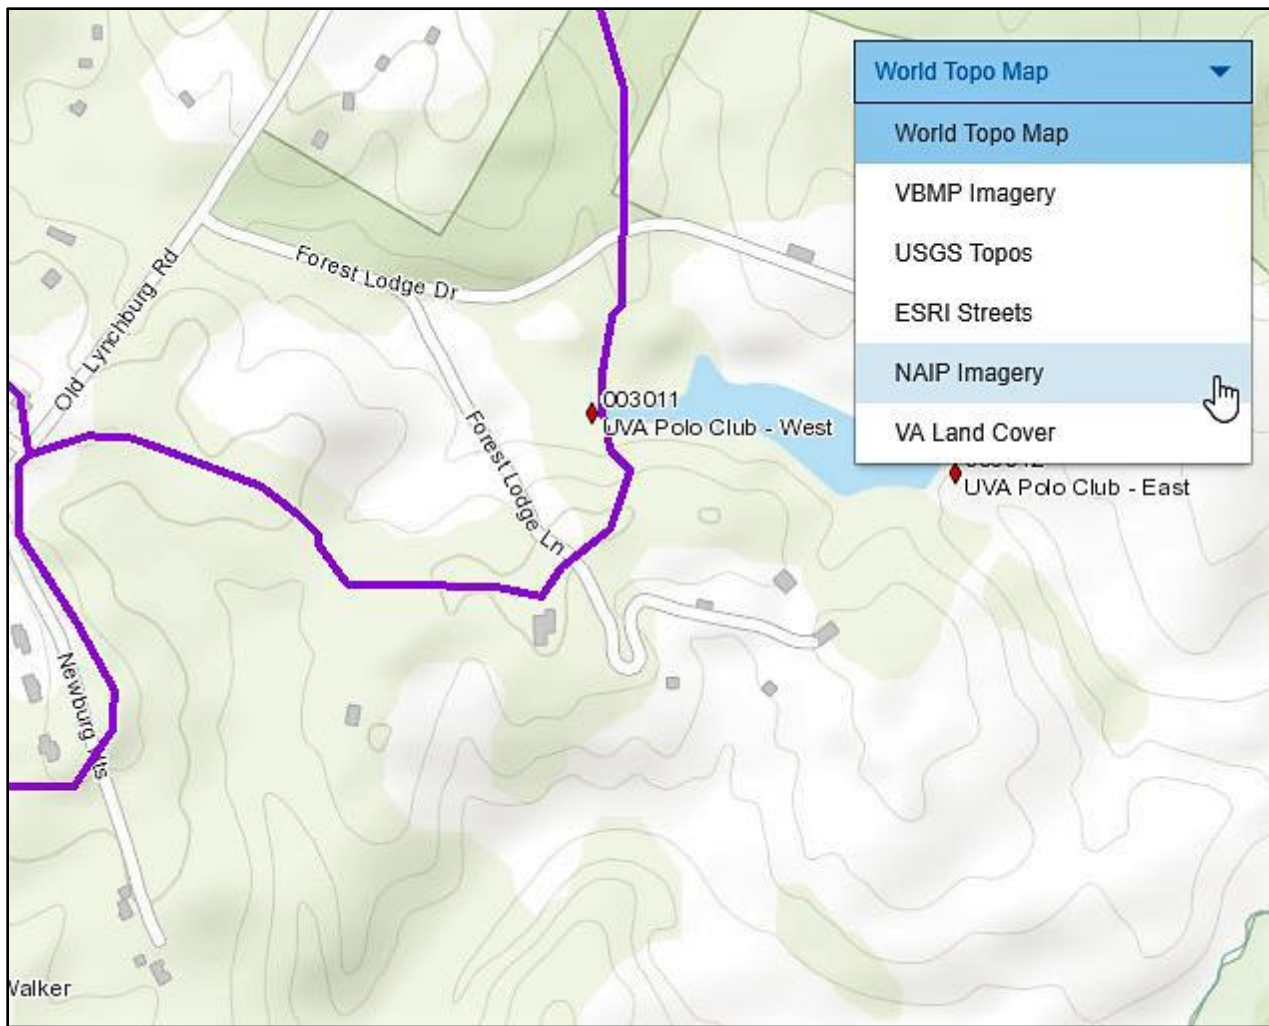 World Topo Map
World Topo Map
VBMP Imagery
USGS Topos
ESRI Streets
NAIP Imagery
VA Land Cover
Old Lynchburg Rd
Forest Lodge Dr
Forest Lodge Ln
003011
UVA Polo Club - West
UVA Polo Club - East
Newburg Hts
Walker